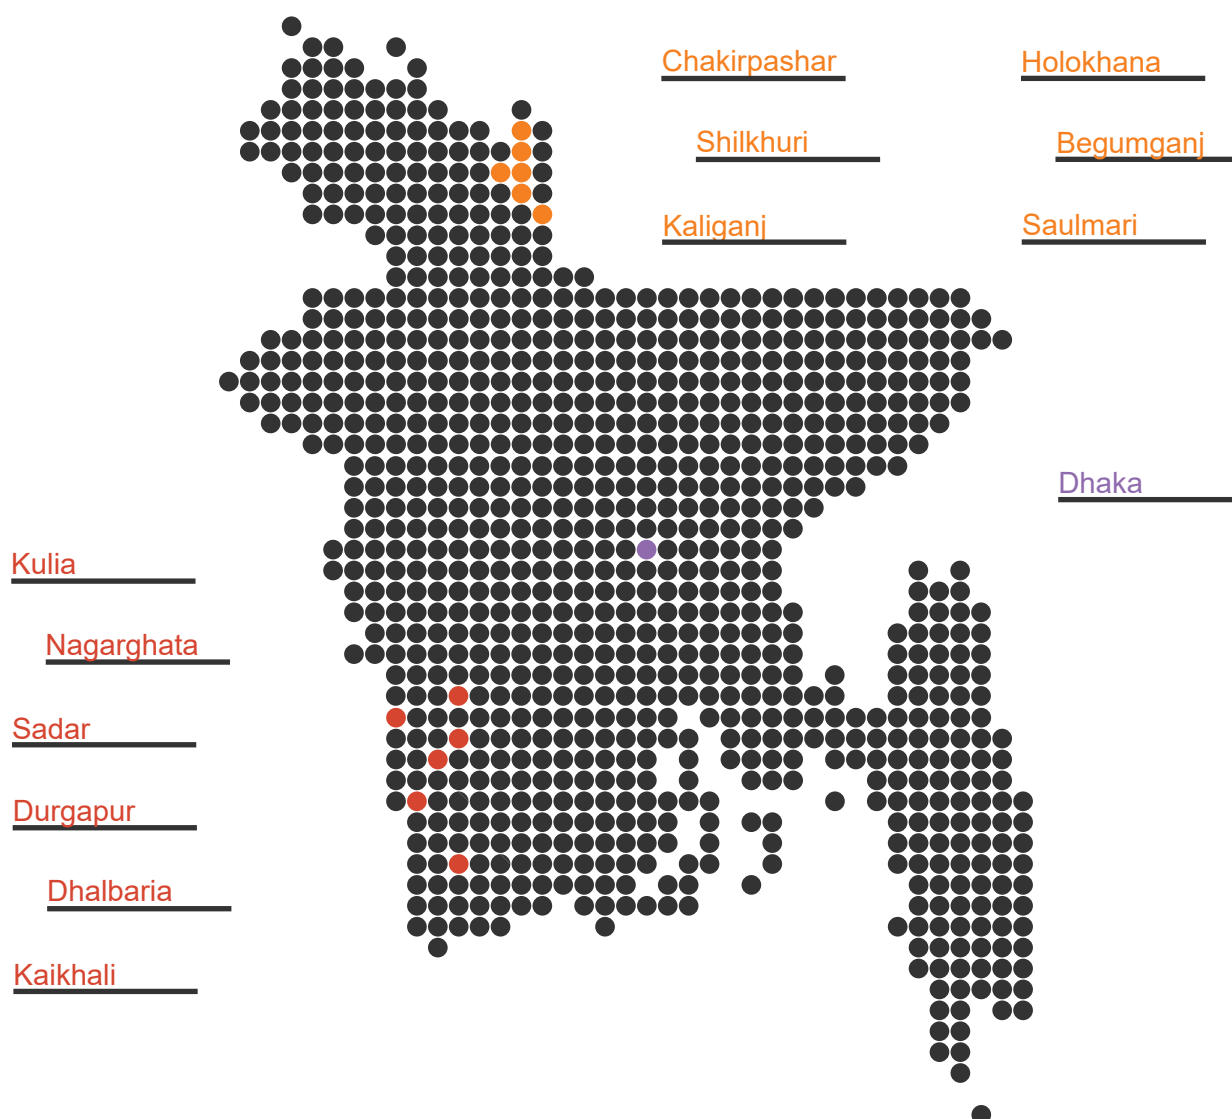 Chakirpashar
Holokhana
Shilkhuri
Begumganj
Kaliganj
Saulmari
Dhaka
Kulia
Nagarghata
Sadar
Durgapur
Dhalbaria
Kaikhali